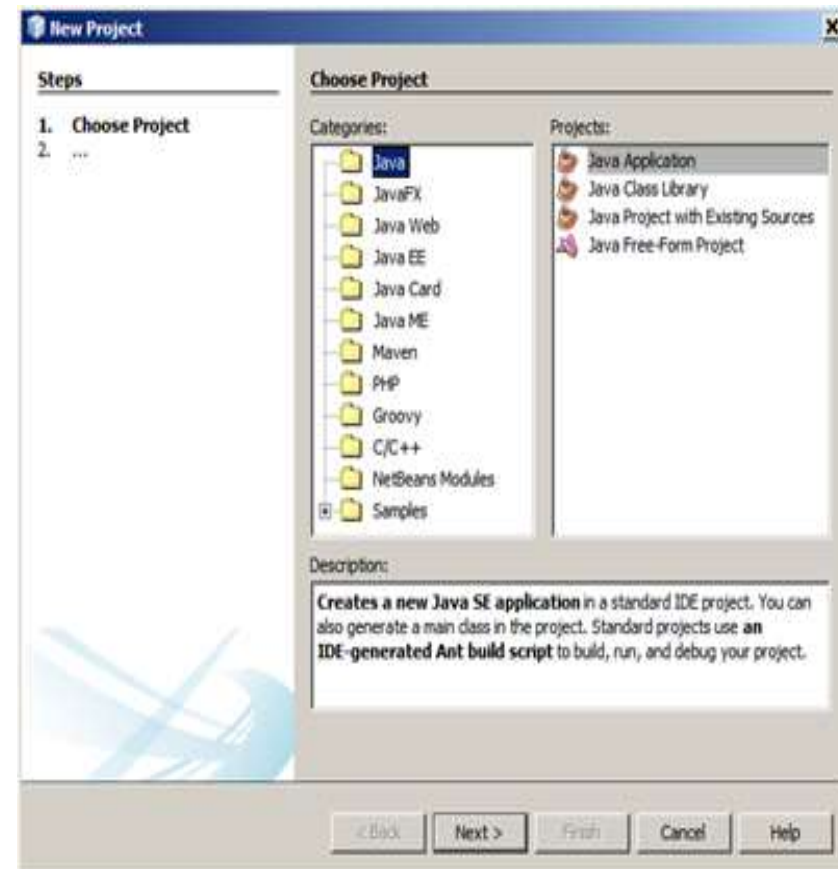 New Project
Steps
1. Choose Project
2. ...
Choose Project
Categories:
Java
JavaFX
Java Web
Java EE
Java Card
Java ME
Maven
PHP
Groovy
C/C++
NetBeans Modules
Samples
Projects:
Java Application
Java Class Library
Java Project with Existing Sources
Java Free-Form Project
Description:
Creates a new Java SE application in a standard IDE project. You can
also generate a main class in the project. Standard projects use an
IDE-generated Ant build script to build, run, and debug your project.
< Back Next > Finish Cancel Help